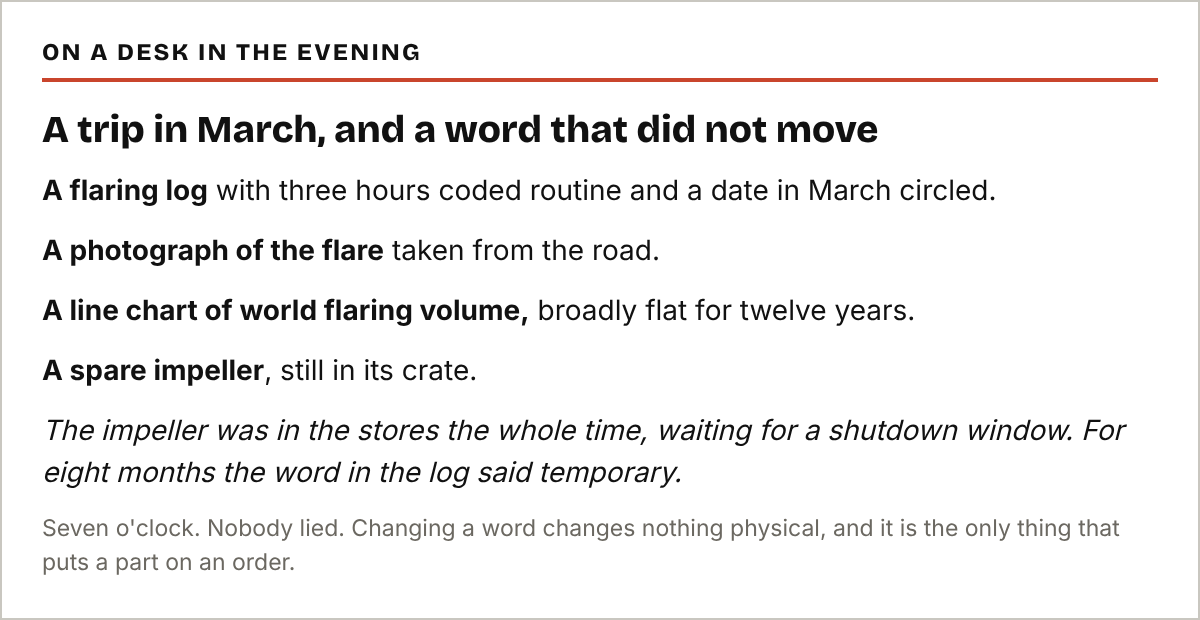 ON A DESK IN THE EVENING
A trip in March, and a word that did not move
A flaring log with three hours coded routine and a date in March circled.
A photograph of the flare taken from the road.
A line chart of world flaring volume, broadly flat for twelve years.
A spare impeller, still in its crate.
The impeller was in the stores the whole time, waiting for a shutdown window. For
eight months the word in the log said temporary.
Seven o'clock. Nobody lied. Changing a word changes nothing physical, and it is the only thing that
puts a part on an order.